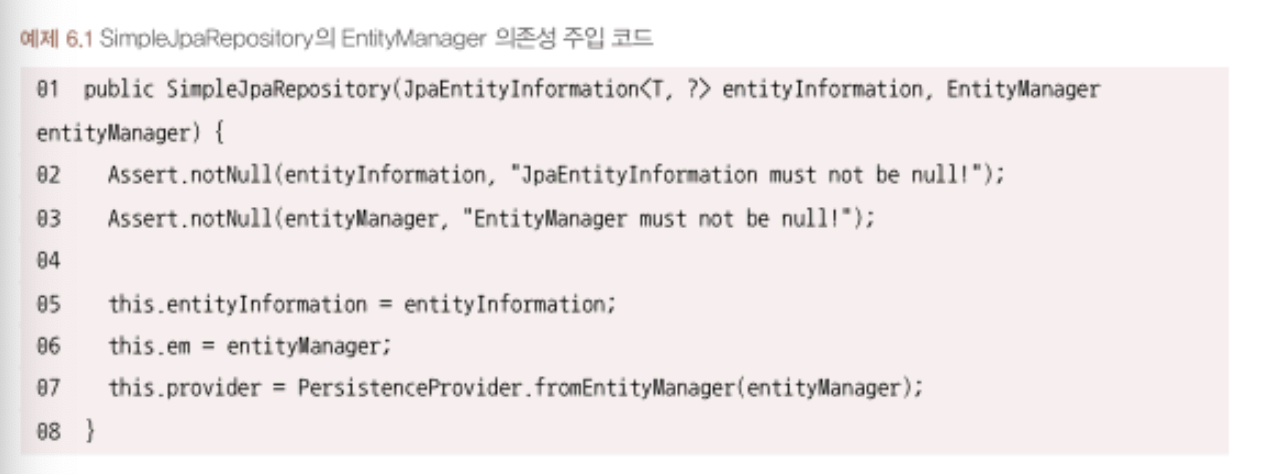 예제 6.1 SimpleJpaRepository의 EntityManager 의존성 주입 코드
01 public SimpleJpaRepository(JpaEntityInformation<T, ?> entityInformation, EntityManager
entityManager) {
02 Assert.notNull(entityInformation, "JpaEntityInformation must not be null!");
03 Assert.notNull(entityManager, "EntityManager must not be null!");
04
05 this.entityInformation = entityInformation;
06 this.em = entityManager;
07 this.provider = PersistenceProvider.fromEntityManager(entityManager);
08 }